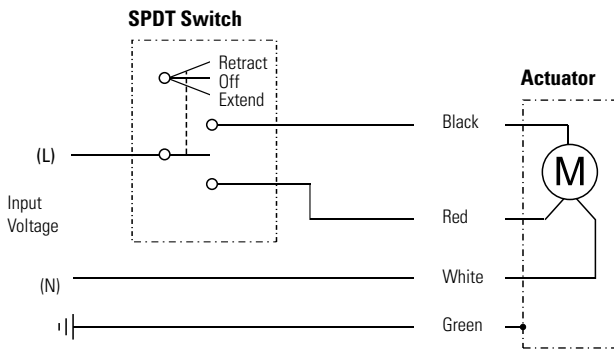 SPDT Switch
Retract
Off
Extend
Actuator
Black
(L)
M
Input
Voltage
Red
White
(N)
Green